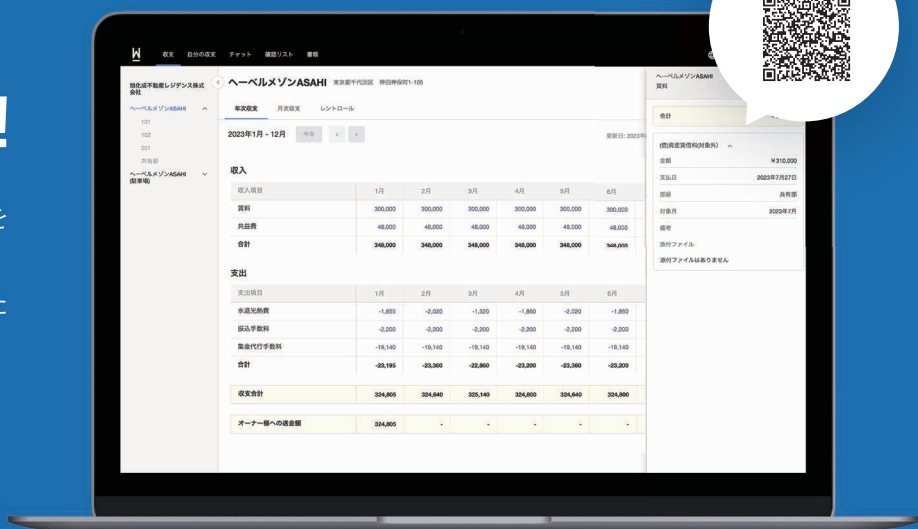 !
を
に
収支 自分の収支 チャット 確認リスト 書類
旭化成不動産レジデンス株式
会社
ヘーベルメゾンASAHI
101
102
201
共有部
ヘーベルメゾンASAHI
(駐車場)
ヘーベルメゾンASAHI 東京都千代田区 神田神保町1-105
年次収支 月次収支 レントロール
2023年1月 - 12月 今年 ‹ ›
更新日: 2023年
収入
収入項目 1月 2月 3月 4月 5月 6月
賃料 300,000 300,000 300,000 300,000 300,000 300,000
共益費 48,000 48,000 48,000 48,000 48,000 48,000
合計 348,000 348,000 348,000 348,000 348,000 348,000
支出
支出項目 1月 2月 3月 4月 5月 6月
水道光熱費 -1,855 -2,020 -1,520 -1,860 -2,020 -1,860
振込手数料 -2,200 -2,200 -2,200 -2,200 -2,200 -2,200
集金代行手数料 -19,140 -19,140 -19,140 -19,140 -19,140 -19,140
合計 -23,195 -23,360 -22,860 -23,200 -23,360 -23,200
収支合計 324,805 324,640 325,140 324,800 324,640 324,800
オーナー様への送金額 324,805 - - - - -
ヘーベルメゾンASAHI
賃料
合計
(借)資産賃借料(対象外)
金額 ¥310,000
支払日 2023年7月27日
部屋 共有部
対象月 2023年7月
備考
添付ファイル
添付ファイルはありません